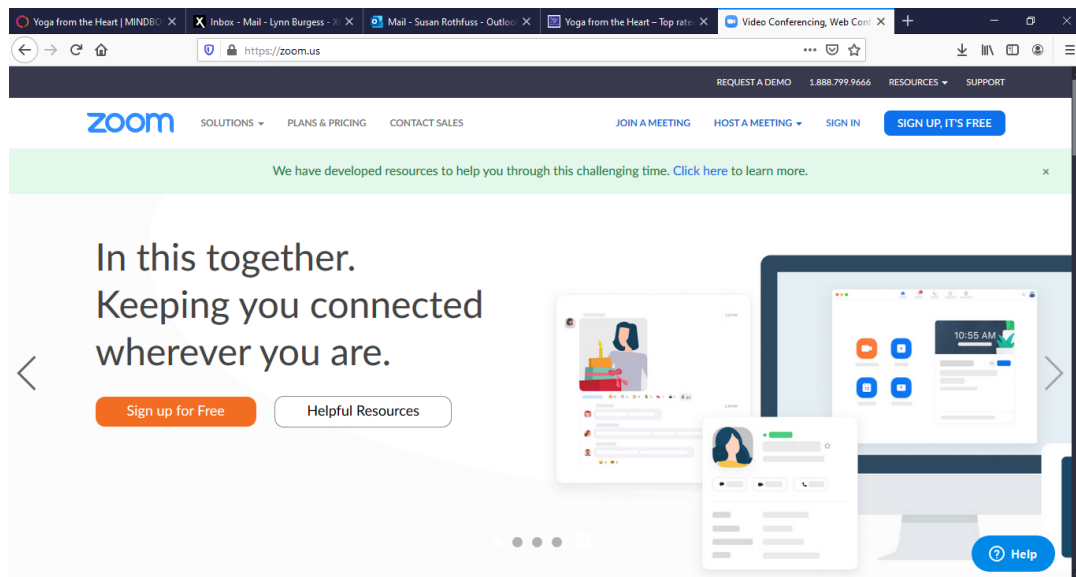 Yoga from the Heart | MINDBO
Inbox - Mail - Lynn Burgess - X
Mail - Susan Rothfuss - Outloo
Yoga from the Heart – Top rate
Video Conferencing, Web Conf
https://zoom.us
REQUEST A DEMO 1.888.799.9666 RESOURCES SUPPORT
zoom SOLUTIONS PLANS & PRICING CONTACT SALES JOIN A MEETING HOST A MEETING SIGN IN SIGN UP, IT'S FREE
We have developed resources to help you through this challenging time. Click here to learn more.
In this together.
Keeping you connected
wherever you are.
Sign up for Free Helpful Resources
10:55 AM
Help